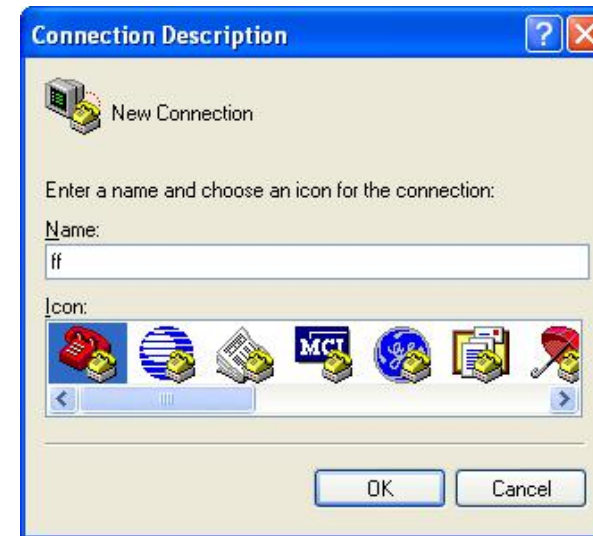 Connection Description
New Connection
Enter a name and choose an icon for the connection:
Name:
ff
Icon:
MCI
OK Cancel